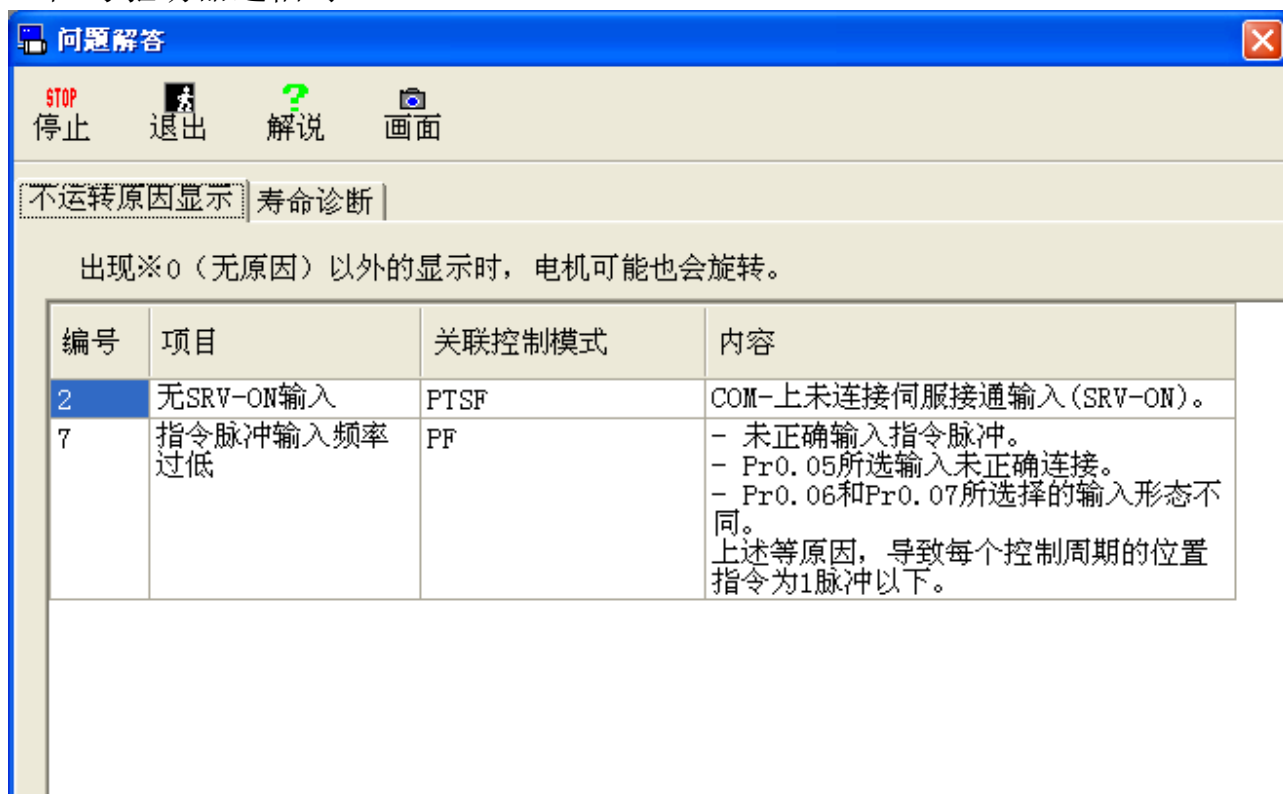 问题解答
STOP
停止 退出 解说 画面
不运转原因显示 寿命诊断
出现※0（无原因）以外的显示时，电机可能也会旋转。
编号 项目 关联控制模式 内容
2 无SRV-ON输入 PTSF COM-上未连接伺服接通输入(SRV-ON)。
7 指令脉冲输入频率过低 PF - 未正确输入指令脉冲。
- Pr0.05所选输入未正确连接。
- Pr0.06和Pr0.07所选择的输入形态不
同。
上述等原因，导致每个控制周期的位置
指令为1脉冲以下。